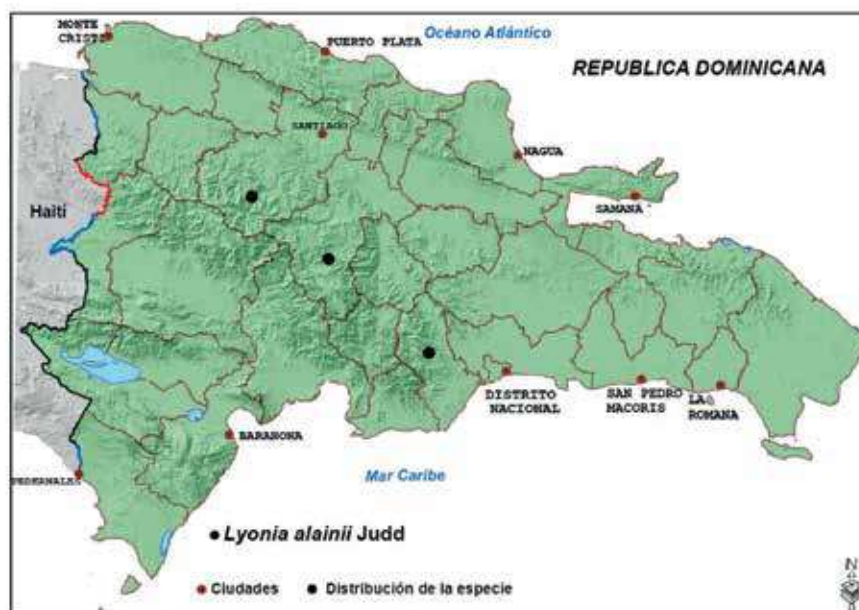 MONTE
CRISTI
PUERTO PLATA
Océano Atlántico
REPUBLICA DOMINICANA
SANTIAGO
NAGUA
SAMANA
Haití
DISTRITO
NACIONAL
SAN PEDRO
MACORIS
LA
ROMANA
BARAHONA
Mar Caribe
PEDERNALES
Lyonia alainii Judd
Ciudades
Distribución de la especie
N